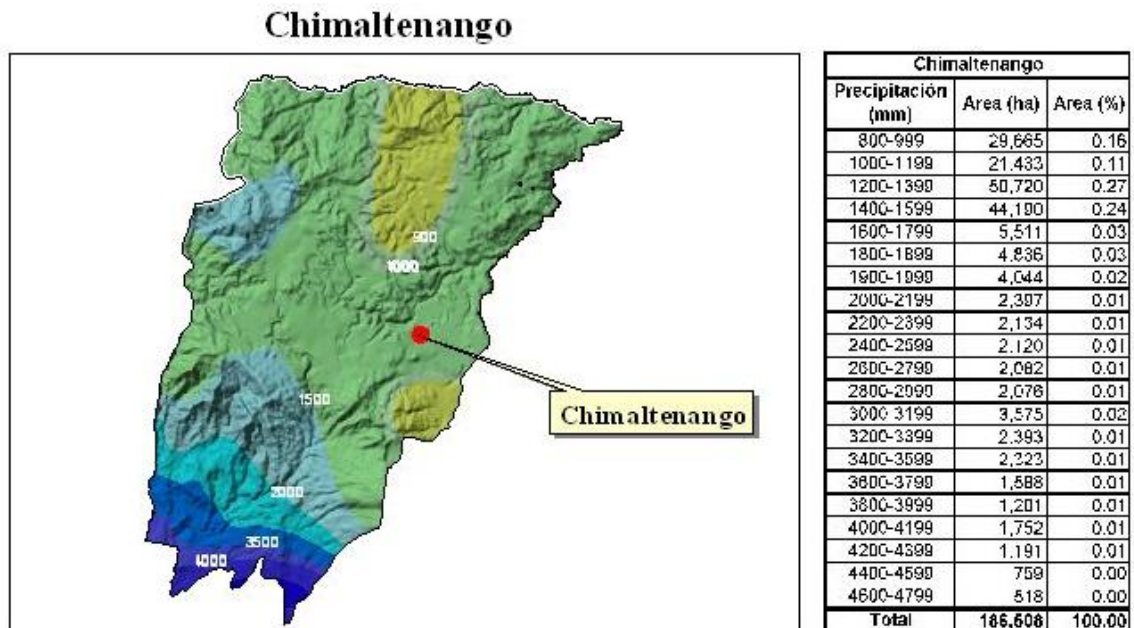 Chimaltenango
900
1000
1500
2000
3500
4000
Chimaltenango
Chimaltenango
Precipitación (mm) Area (ha) Area (%)
800-999 29,665 0.16
1000-1199 21,433 0.11
1200-1399 50,720 0.27
1400-1599 44,190 0.24
1600-1799 5,511 0.03
1800-1899 4,836 0.03
1900-1999 4,044 0.02
2000-2199 2,397 0.01
2200-2399 2,134 0.01
2400-2599 2,120 0.01
2600-2799 2,082 0.01
2800-2999 2,076 0.01
3000-3199 3,575 0.02
3200-3399 2,393 0.01
3400-3599 2,323 0.01
3600-3799 1,588 0.01
3800-3999 1,201 0.01
4000-4199 1,752 0.01
4200-4399 1,191 0.01
4400-4599 759 0.00
4600-4799 518 0.00
Total 186,608 100.00